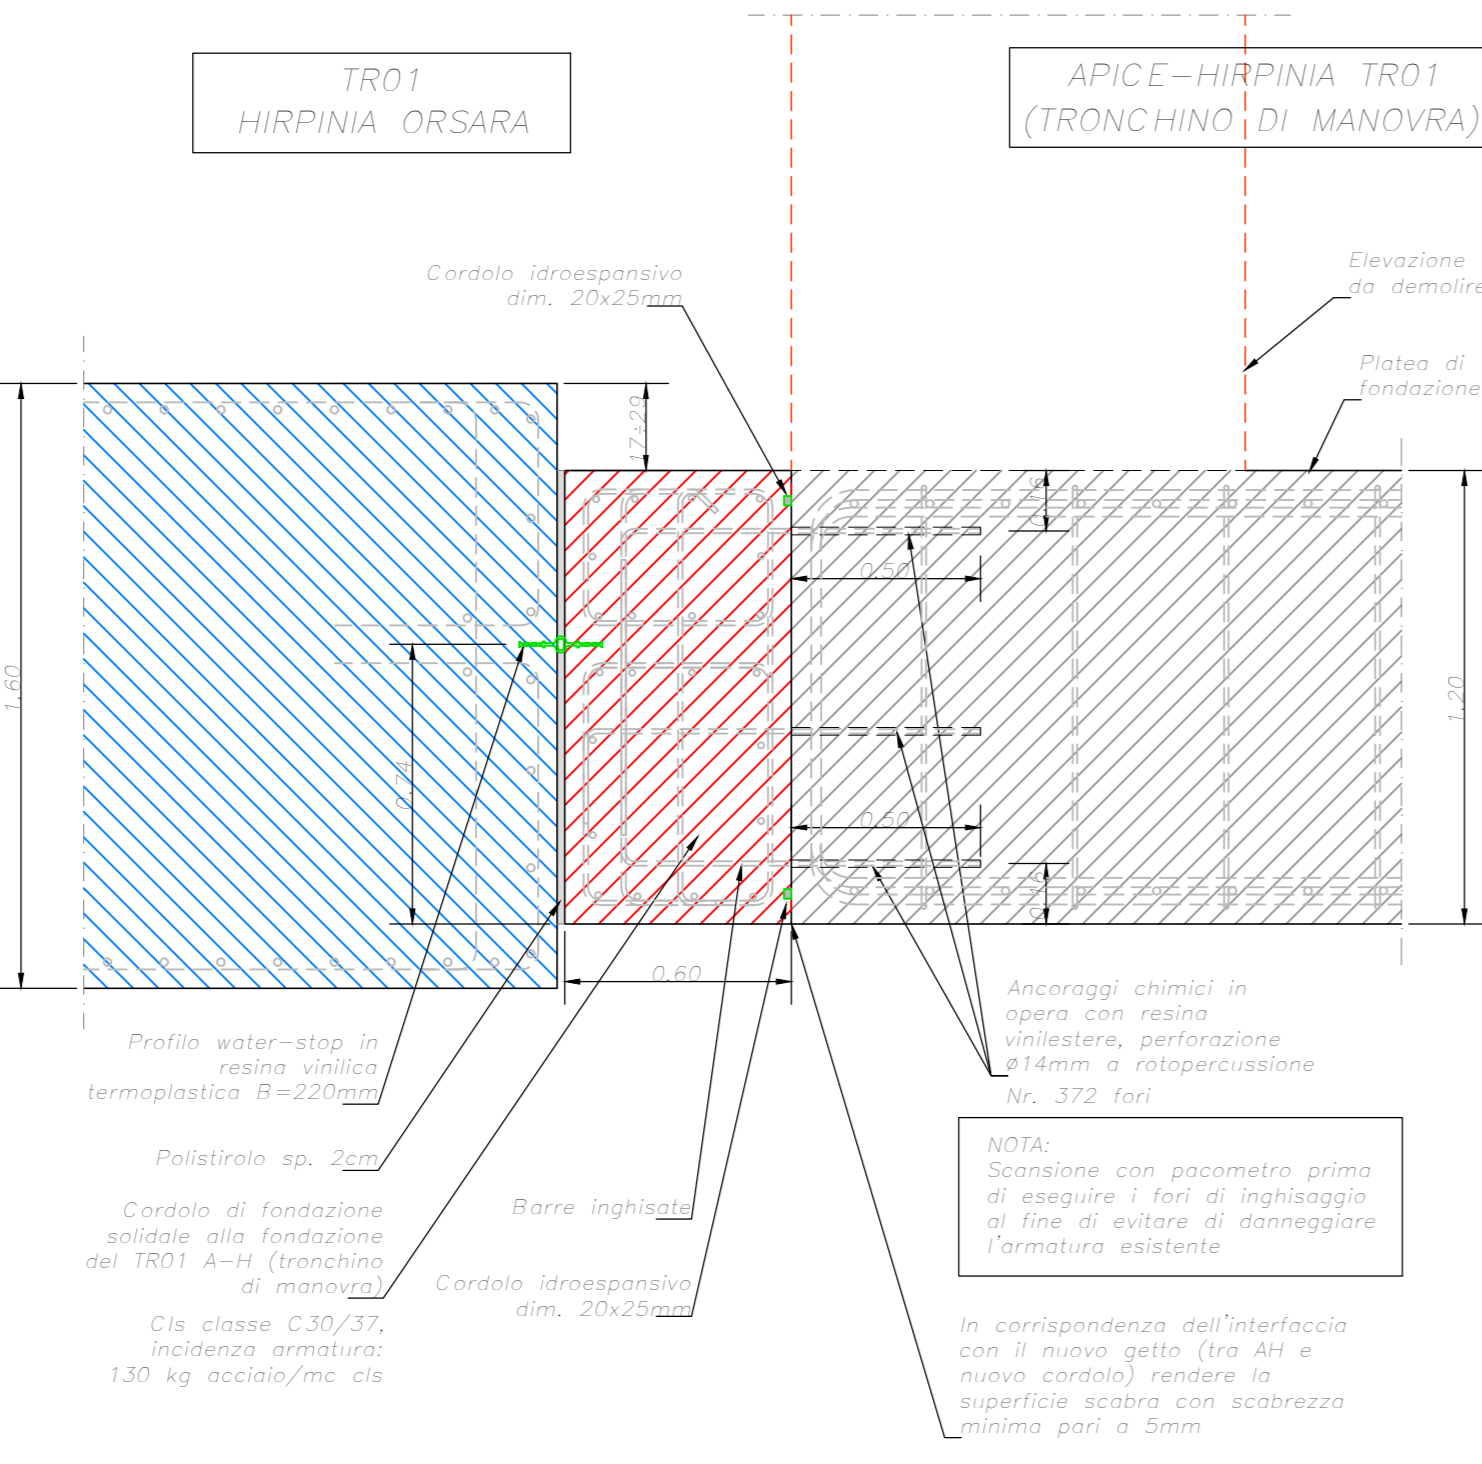 TR01
HIRPINIA ORSARA
APICE-HIRPINIA TR01
(TRONCHINO DI MANOVRA)
Cordolo idroespansivo
dim. 20x25mm
Elevazione
da demolire
Platea di
fondazione
17÷29
0.16
0.50
1.60
1.20
0.74
0.50
0.16
0.60
Profilo water-stop in
resina vinilica
termoplastica B=220mm
Polistirolo sp. 2cm
Cordolo di fondazione
solidale alla fondazione
del TR01 A-H (tronchino
di manovra)
Cls classe C30/37,
incidenza armatura:
130 kg acciaio/mc cls
Barre inghisate
Cordolo idroespansivo
dim. 20x25mm
Ancoraggi chimici in
opera con resina
vinilestere, perforazione
ø14mm a rotopercussione
Nr. 372 fori
NOTA:
Scansione con pacometro prima
di eseguire i fori di inghisaggio
al fine di evitare di danneggiare
l'armatura esistente
In corrispondenza dell'interfaccia
con il nuovo getto (tra AH e
nuovo cordolo) rendere la
superficie scabra con scabrezza
minima pari a 5mm